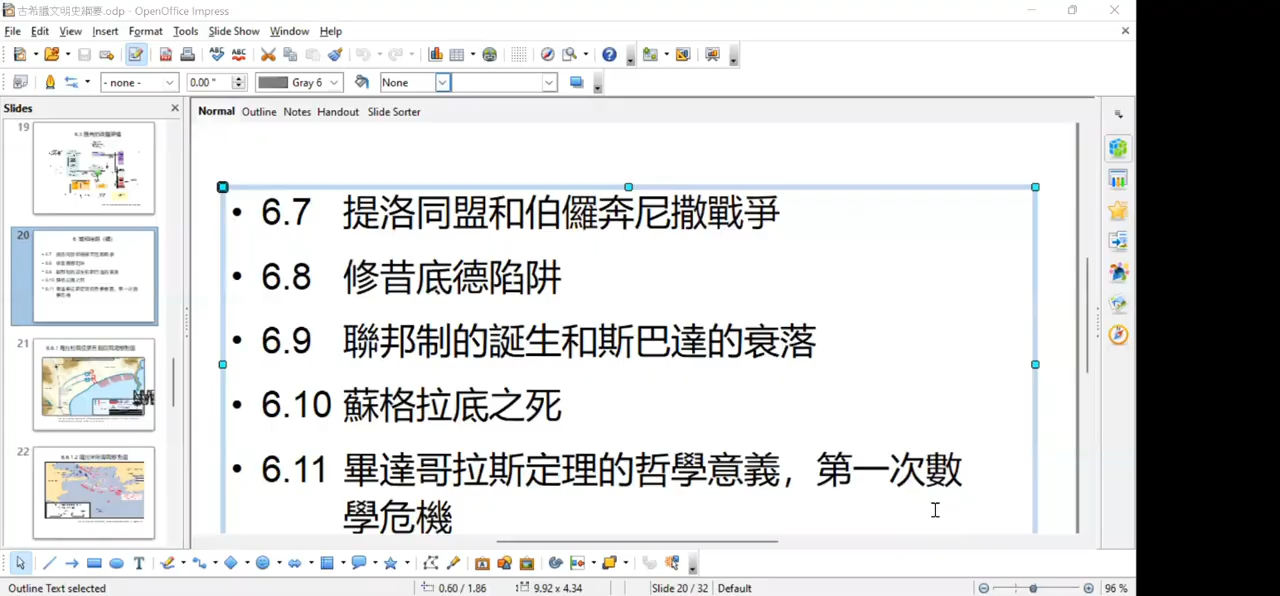 古希臘文明史綱要.odp - OpenOffice Impress
File Edit View Insert Format Tools Slide Show Window Help
- none - 0.00 " Gray 6 None
Slides
Normal Outline Notes Handout Slide Sorter
19
20
21
22
• 6.7 提洛同盟和伯儸奔尼撒戰爭
• 6.8 修昔底德陷阱
• 6.9 聯邦制的誕生和斯巴達的衰落
• 6.10 蘇格拉底之死
• 6.11 畢達哥拉斯定理的哲學意義，第一次數
學危機
Outline Text selected 0.60 / 1.86 9.92 x 4.34 Slide 20 / 32 Default 96 %